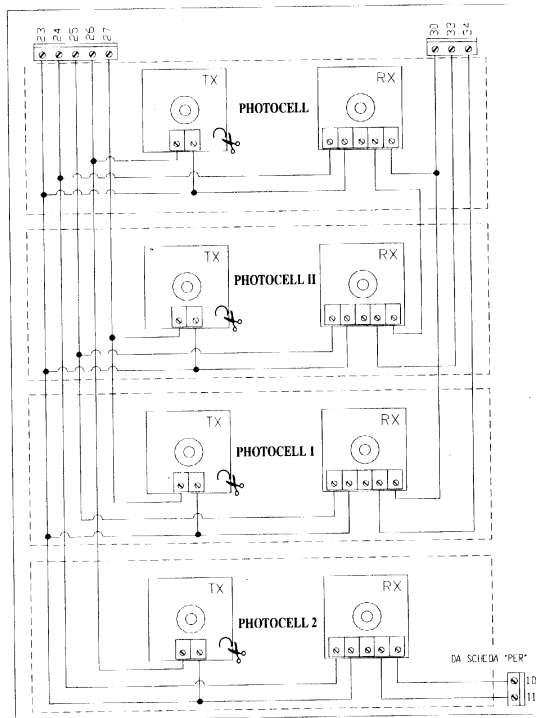 23 24 25 26 27
30 33 34
TX
PHOTOCELL
RX
TX
PHOTOCELL II
RX
TX
PHOTOCELL 1
RX
TX
PHOTOCELL 2
RX
DA SCHEDA "PER"
10
11